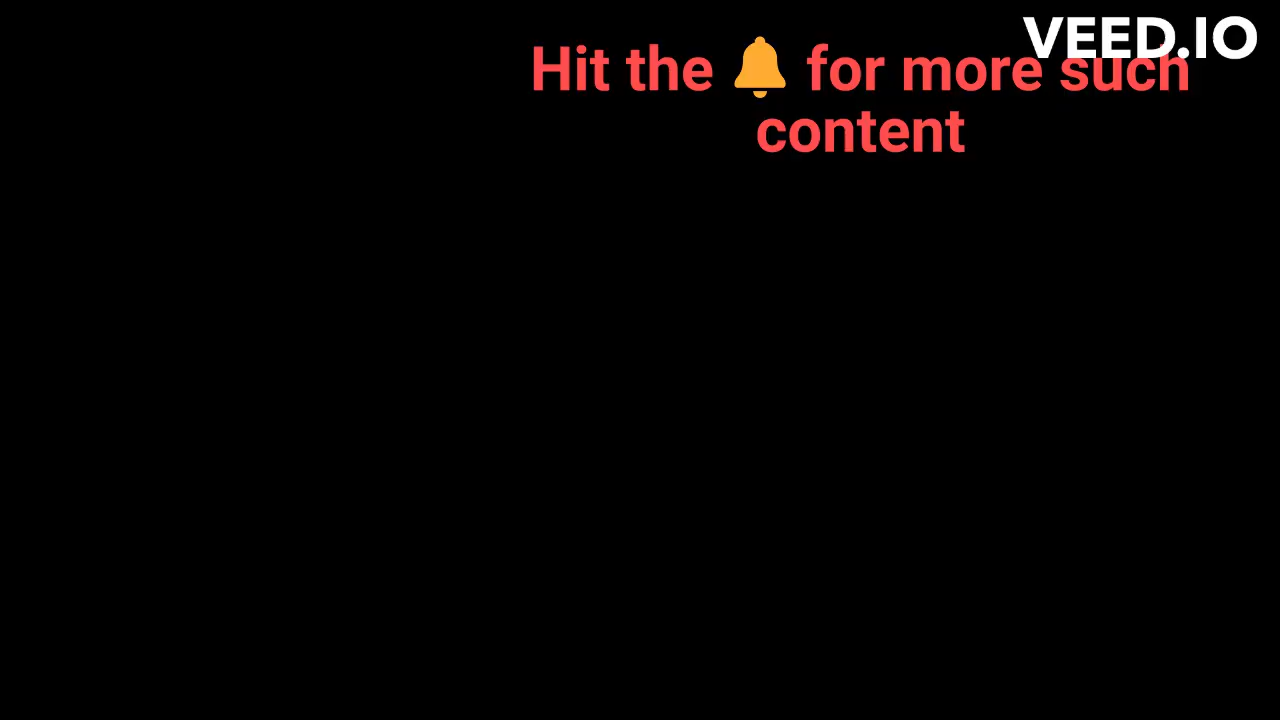 VEED.IO
Hit the 🔔 for more such
content